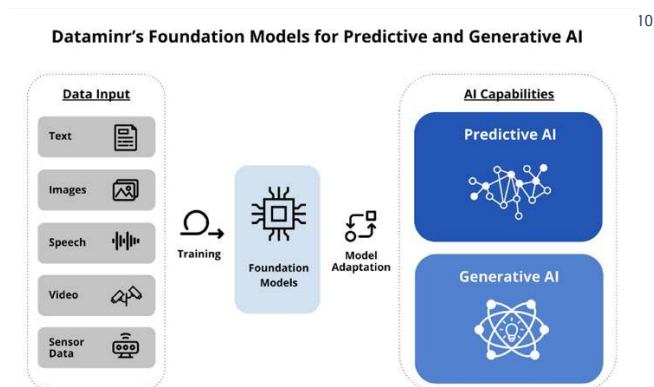 10
Dataminr's Foundation Models for Predictive and Generative AI
Data Input
Text
Images
Speech
Video
Sensor
Data
Training
Foundation
Models
Model
Adaptation
AI Capabilities
Predictive AI
Generative AI